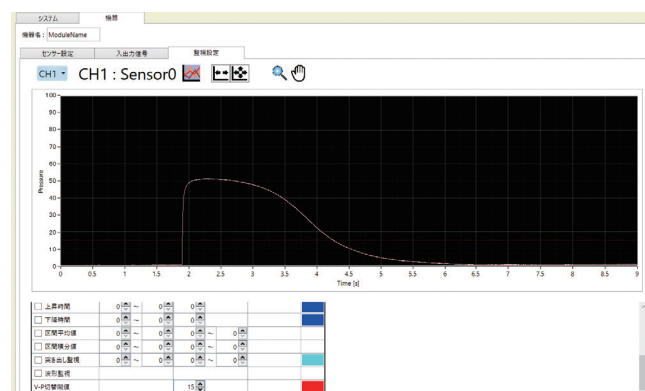 システム 機器
機器名： ModuleName
センサー設定 入出力信号 監視設定
CH1 CH1 : Sensor0
100
90
80
70
60
50
40
30
20
10
0
Pressure
0 0.5 1 1.5 2 2.5 3 3.5 4 4.5 5 5.5 6 6.5 7 7.5 8 8.5 9
Time [s]
上昇時間 0 ～ 0 0
下降時間 0 ～ 0 0
区間平均値 0 ～ 0 0 ～ 0
区間積分値 0 ～ 0 0 ～ 0
突き出し監視 0 ～ 0 0 ～ 0
波形監視
V-P切替閾値 15